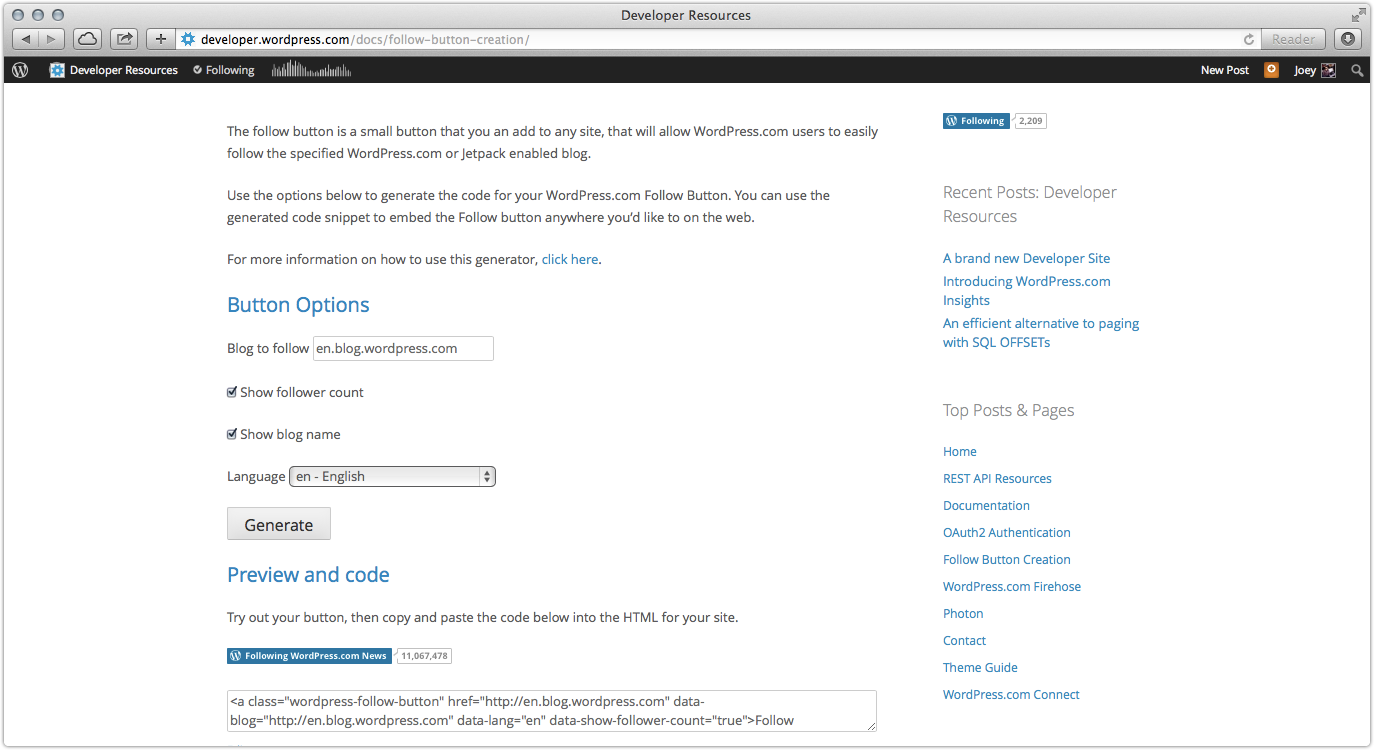 Developer Resources
developer.wordpress.com/docs/follow-button-creation/
Reader
Developer Resources
Following
New Post
Joey
The follow button is a small button that you an add to any site, that will allow WordPress.com users to easily
follow the specified WordPress.com or Jetpack enabled blog.
Use the options below to generate the code for your WordPress.com Follow Button. You can use the
generated code snippet to embed the Follow button anywhere you’d like to on the web.
For more information on how to use this generator, click here.
Button Options
Blog to follow en.blog.wordpress.com
Show follower count
Show blog name
Language en - English
Generate
Preview and code
Try out your button, then copy and paste the code below into the HTML for your site.
Following WordPress.com News 11,067,478
<a class="wordpress-follow-button" href="http://en.blog.wordpress.com" data-
blog="http://en.blog.wordpress.com" data-lang="en" data-show-follower-count="true">Follow
Following 2,209
Recent Posts: Developer
Resources
A brand new Developer Site
Introducing WordPress.com
Insights
An efficient alternative to paging
with SQL OFFSETs
Top Posts & Pages
Home
REST API Resources
Documentation
OAuth2 Authentication
Follow Button Creation
WordPress.com Firehose
Photon
Contact
Theme Guide
WordPress.com Connect